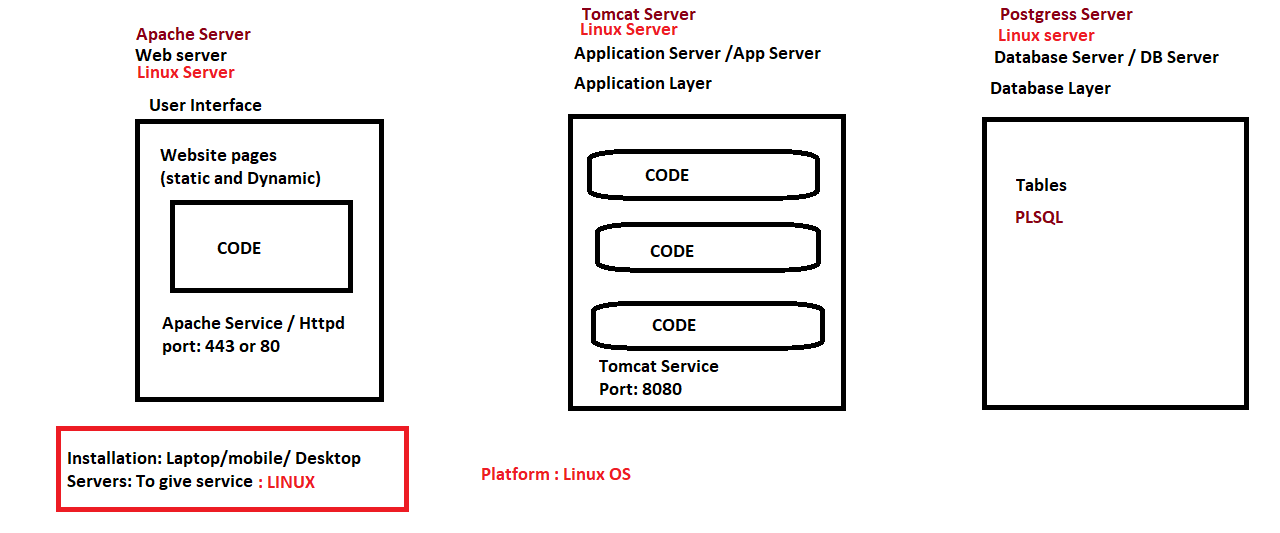 Apache Server
Web server
Linux Server
User Interface
Website pages
(static and Dynamic)
CODE
Apache Service / Httpd
port: 443 or 80
Tomcat Server
Linux Server
Application Server /App Server
Application Layer
CODE
CODE
CODE
Tomcat Service
Port: 8080
Postgress Server
Linux server
Database Server / DB Server
Database Layer
Tables
PLSQL
Installation: Laptop/mobile/ Desktop
Servers: To give service : LINUX
Platform : Linux OS